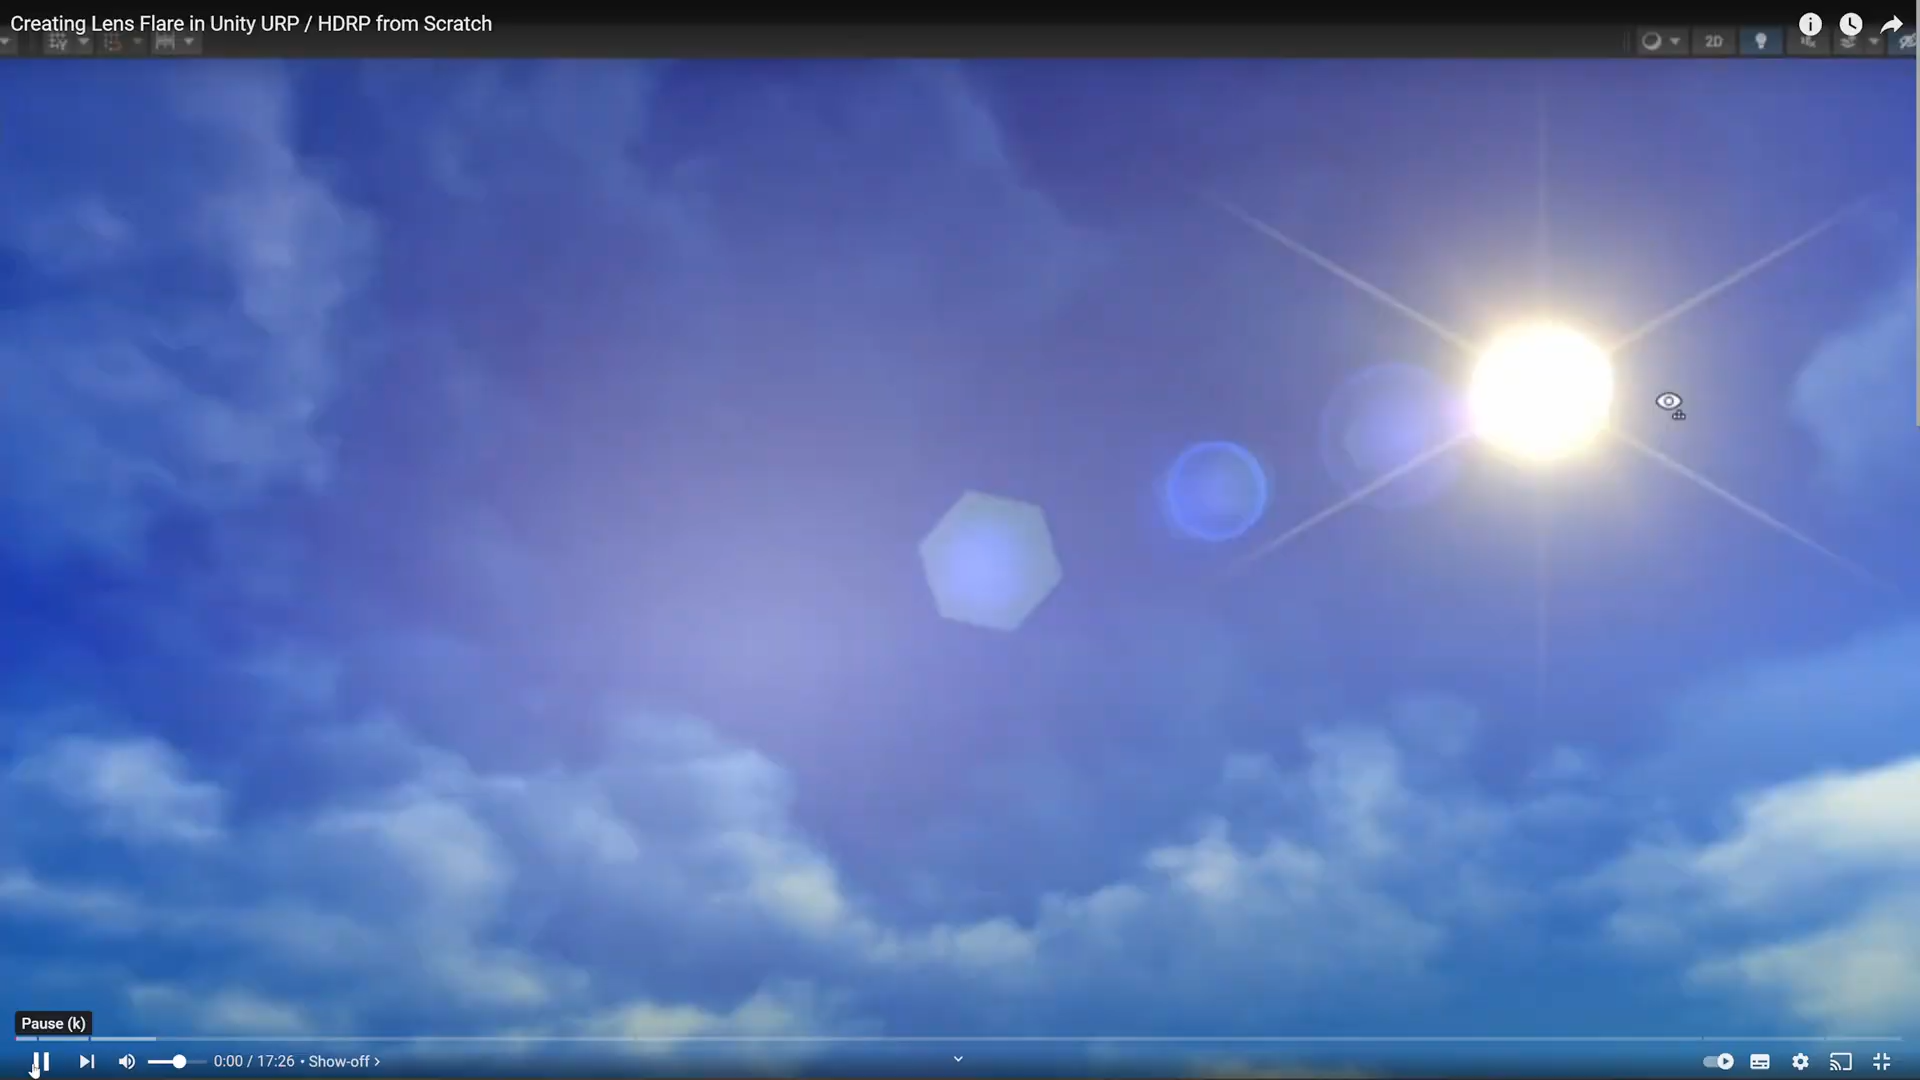 Creating Lens Flare in Unity URP / HDRP from Scratch
2D
Pause (k)
0:00 / 17:26 • Show-off ›